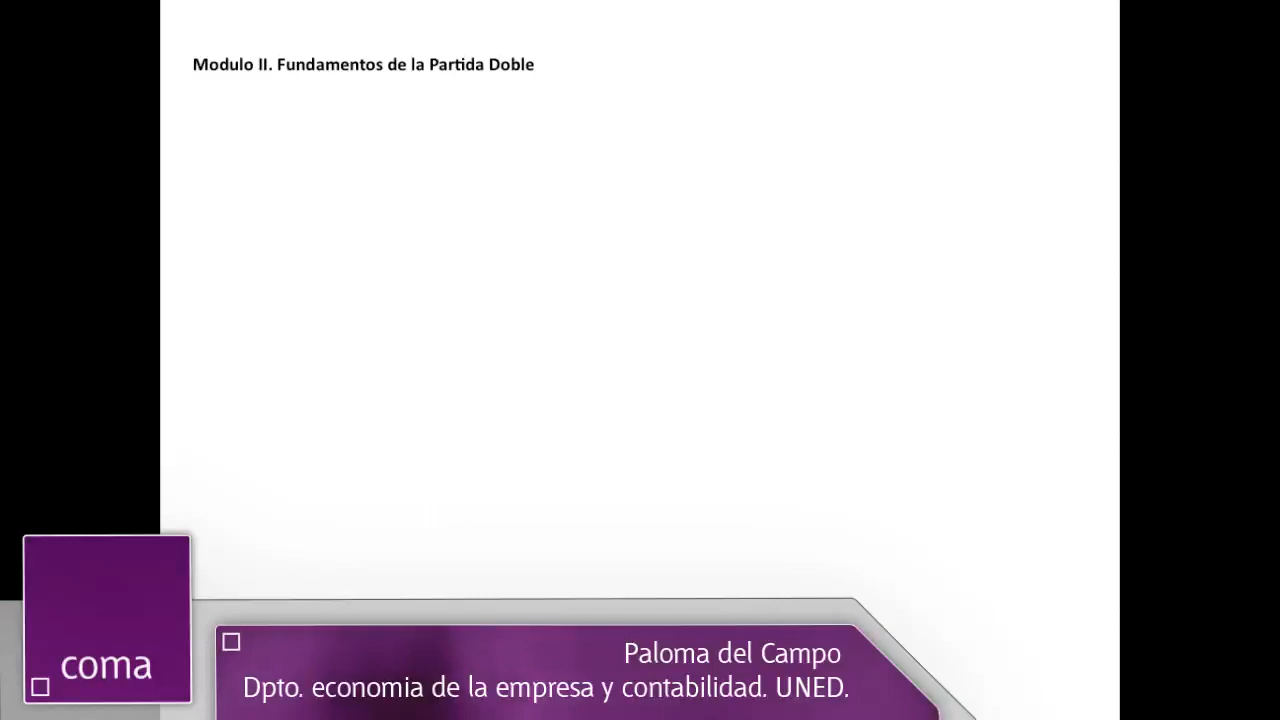 Modulo II. Fundamentos de la Partida Doble
coma
Paloma del Campo
Dpto. economia de la empresa y contabilidad. UNED.